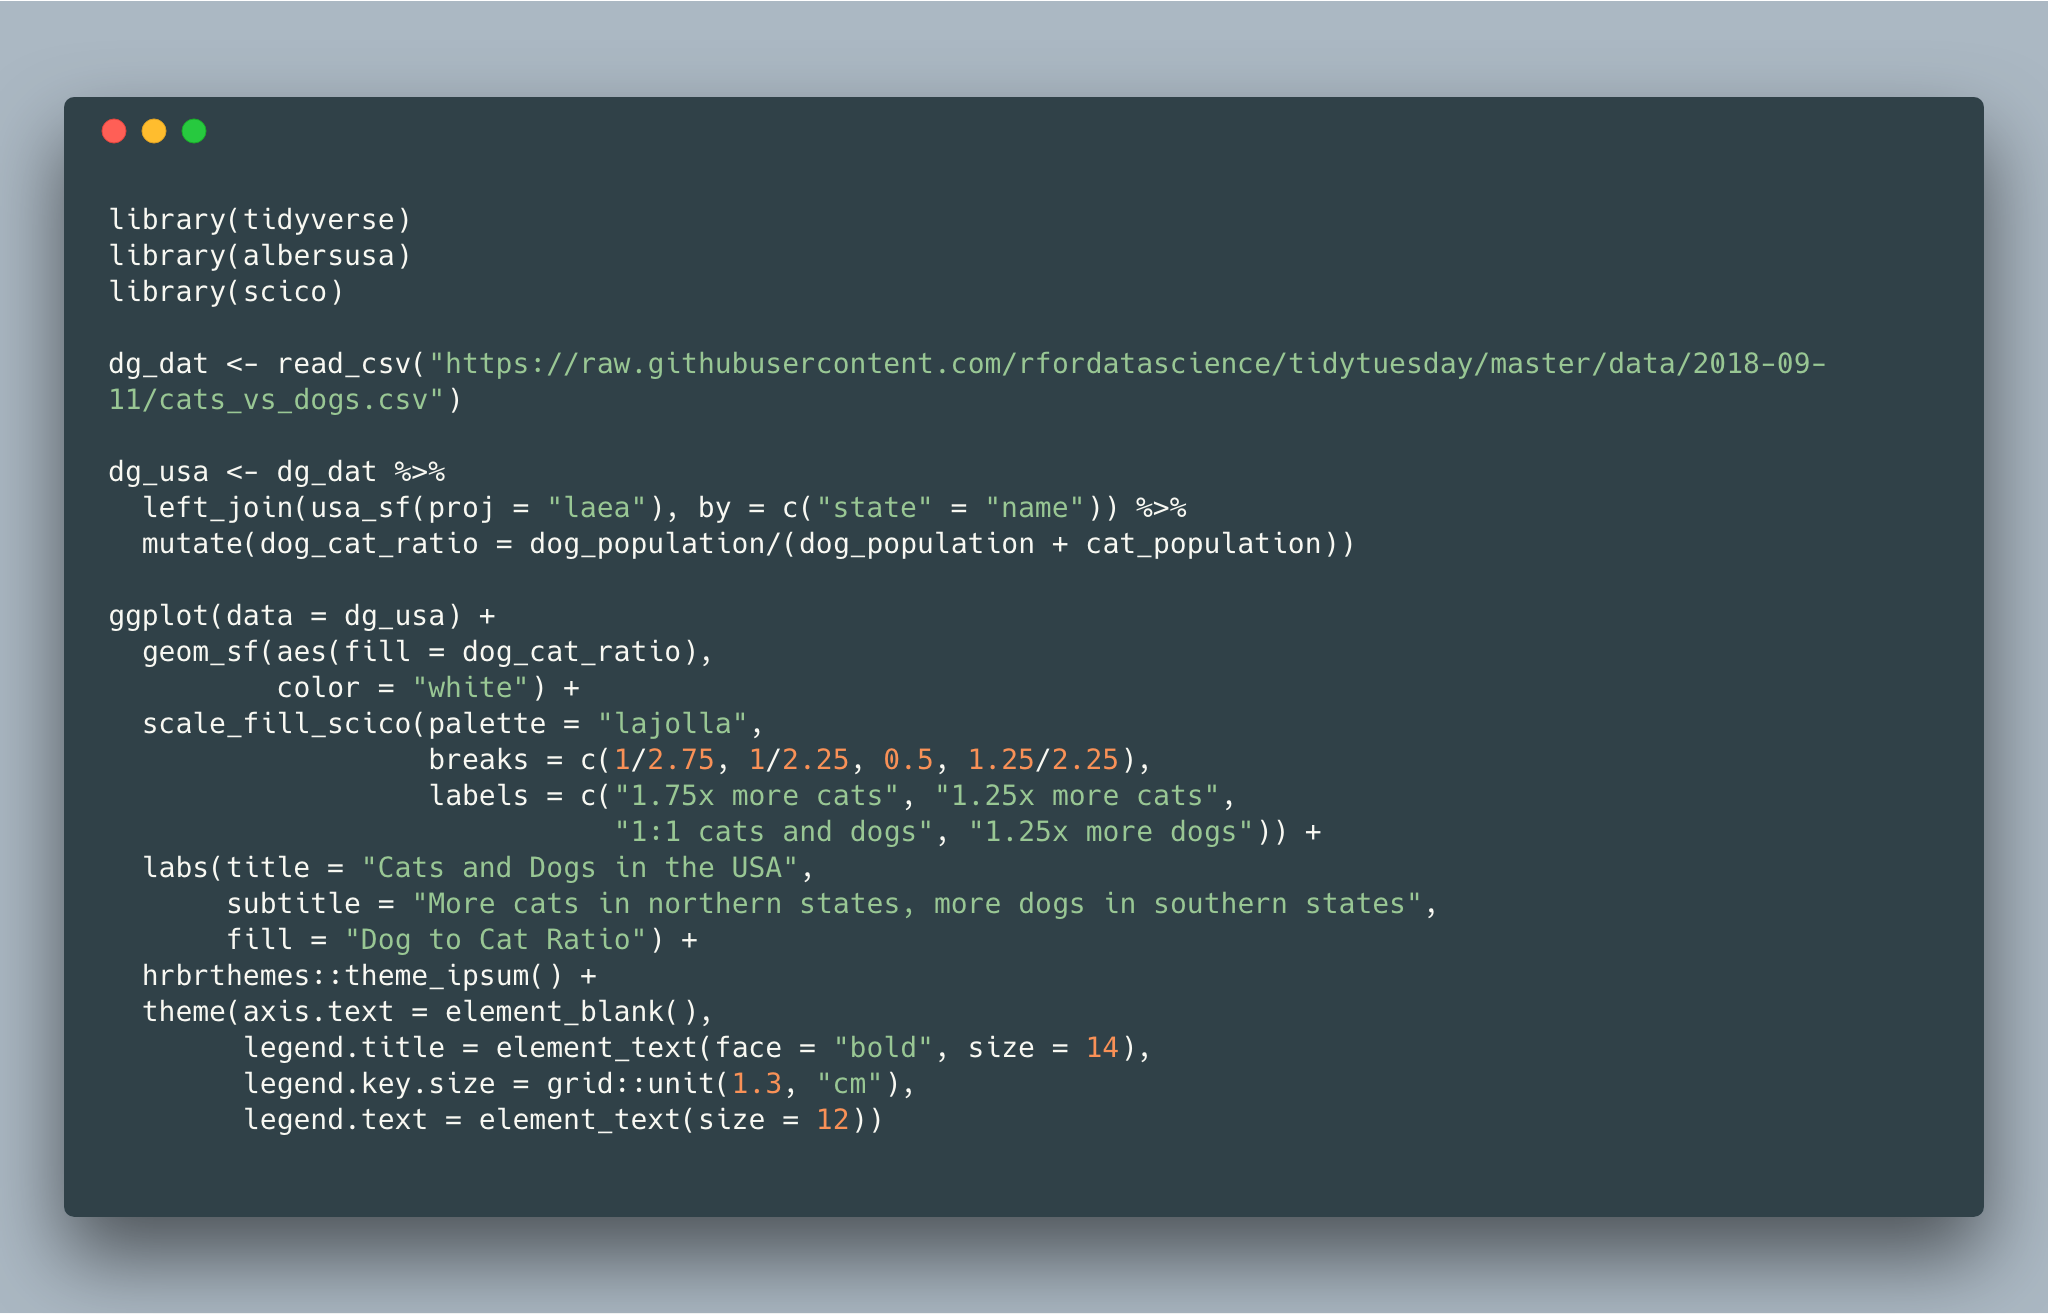 library(tidyverse)
library(albersusa)
library(scico)

dg_dat <- read_csv("https://raw.githubusercontent.com/rfordatascience/tidytuesday/master/data/2018-09-
11/cats_vs_dogs.csv")

dg_usa <- dg_dat %>%
  left_join(usa_sf(proj = "laea"), by = c("state" = "name")) %>%
  mutate(dog_cat_ratio = dog_population/(dog_population + cat_population))

ggplot(data = dg_usa) +
  geom_sf(aes(fill = dog_cat_ratio),
          color = "white") +
  scale_fill_scico(palette = "lajolla",
                   breaks = c(1/2.75, 1/2.25, 0.5, 1.25/2.25),
                   labels = c("1.75x more cats", "1.25x more cats",
                              "1:1 cats and dogs", "1.25x more dogs")) +
  labs(title = "Cats and Dogs in the USA",
       subtitle = "More cats in northern states, more dogs in southern states",
       fill = "Dog to Cat Ratio") +
  hrbrthemes::theme_ipsum() +
  theme(axis.text = element_blank(),
        legend.title = element_text(face = "bold", size = 14),
        legend.key.size = grid::unit(1.3, "cm"),
        legend.text = element_text(size = 12))